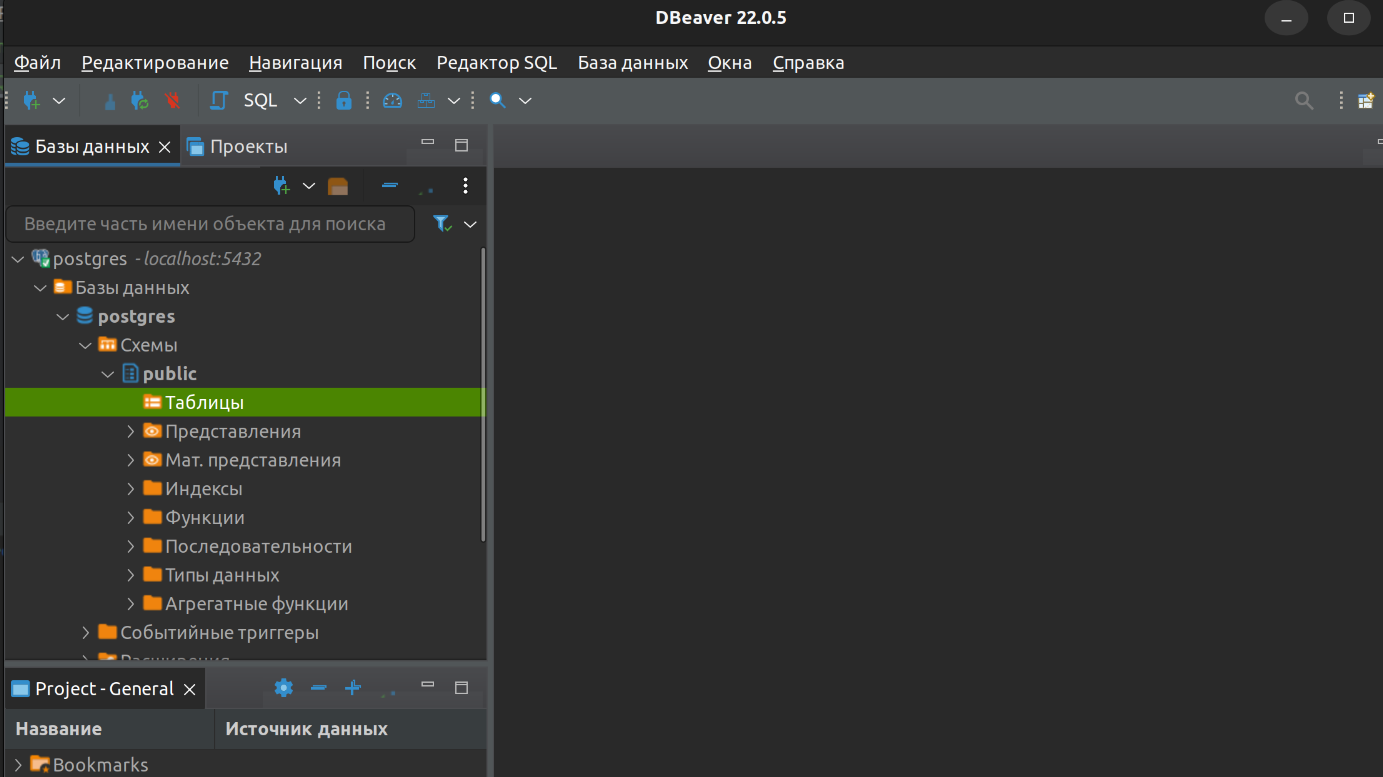 DBeaver 22.0.5
Файл Редактирование Навигация Поиск Редактор SQL База данных Окна Справка
SQL
Базы данных Проекты
Введите часть имени объекта для поиска
postgres - localhost:5432
Базы данных
postgres
Схемы
public
Таблицы
Представления
Мат. представления
Индексы
Функции
Последовательности
Типы данных
Агрегатные функции
Событийные триггеры
Расширения
Project - General
Название Источник данных
Bookmarks